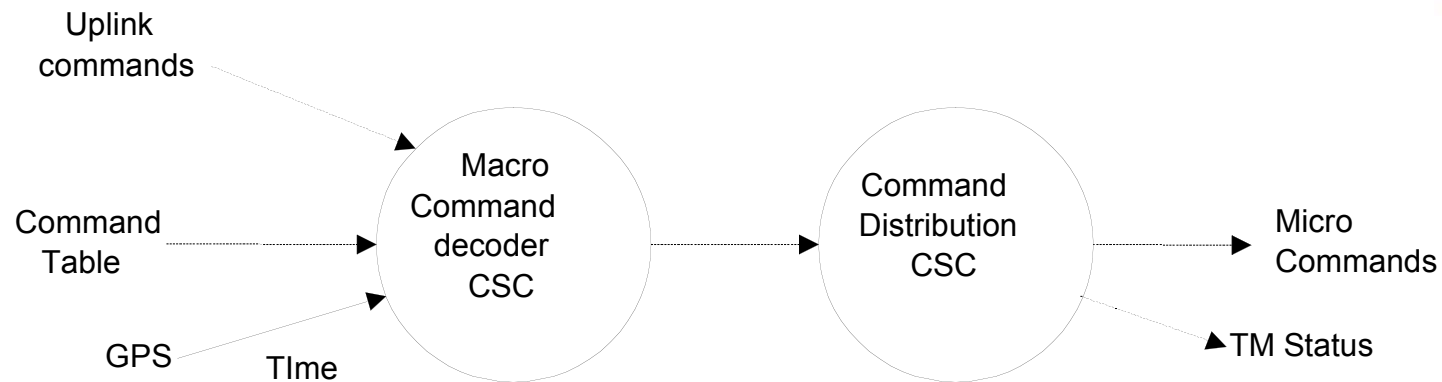 Uplink
commands
Macro
Command
decoder
CSC
Command
Table
GPS
TIme
Command
Distribution
CSC
Micro
Commands
TM Status